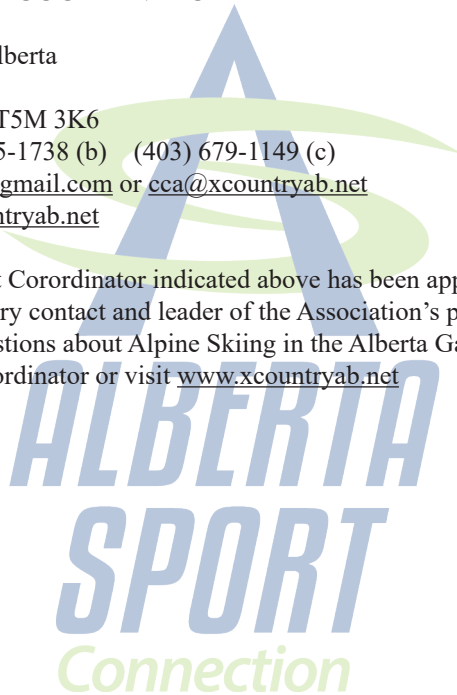 lberta
T5M 3K6
5-1738 (b) (403) 679-1149 (c)
@gmail.com or cca@xcountryab.net
ntryab.net
t Corordinator indicated above has been app
ry contact and leader of the Association's p
stions about Alpine Skiing in the Alberta Ga
ordinator or visit www.xcountryab.net
ALBERTA
SPORT
Connection